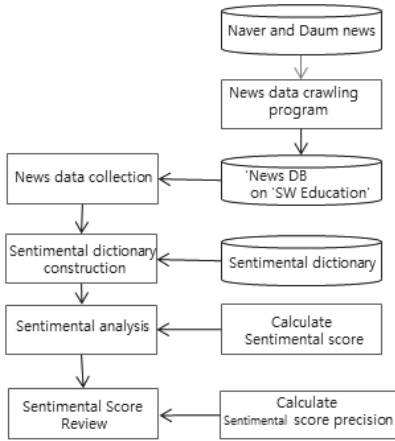 Naver and Daum news
News data crawling
program
'News DB
on 'SW Education'
News data collection
Sentimental dictionary
construction
Sentimental dictionary
Sentimental analysis
Calculate
Sentimental score
Sentimental Score
Review
Calculate
Sentimental score precision